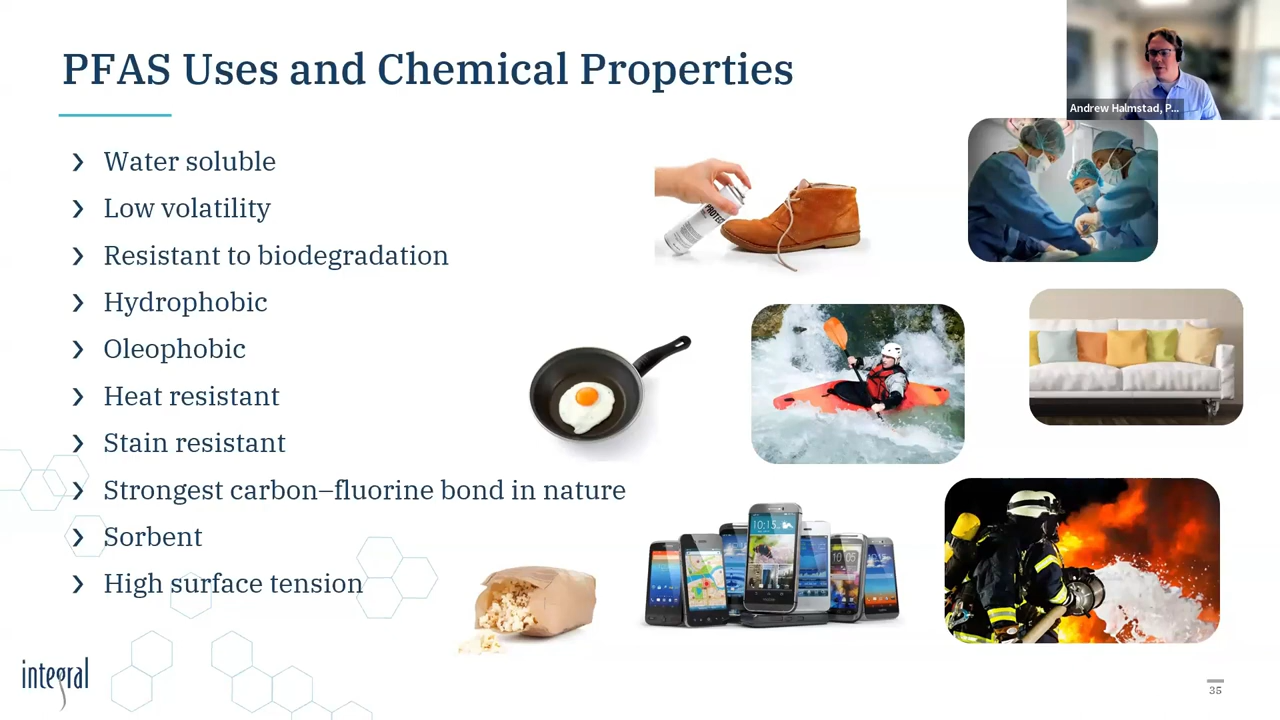 PFAS Uses and Chemical Properties
Andrew Halmstad, P...
Water soluble
Low volatility
Resistant to biodegradation
Hydrophobic
Oleophobic
Heat resistant
Stain resistant
Strongest carbon–fluorine bond in nature
Sorbent
High surface tension
integral
35